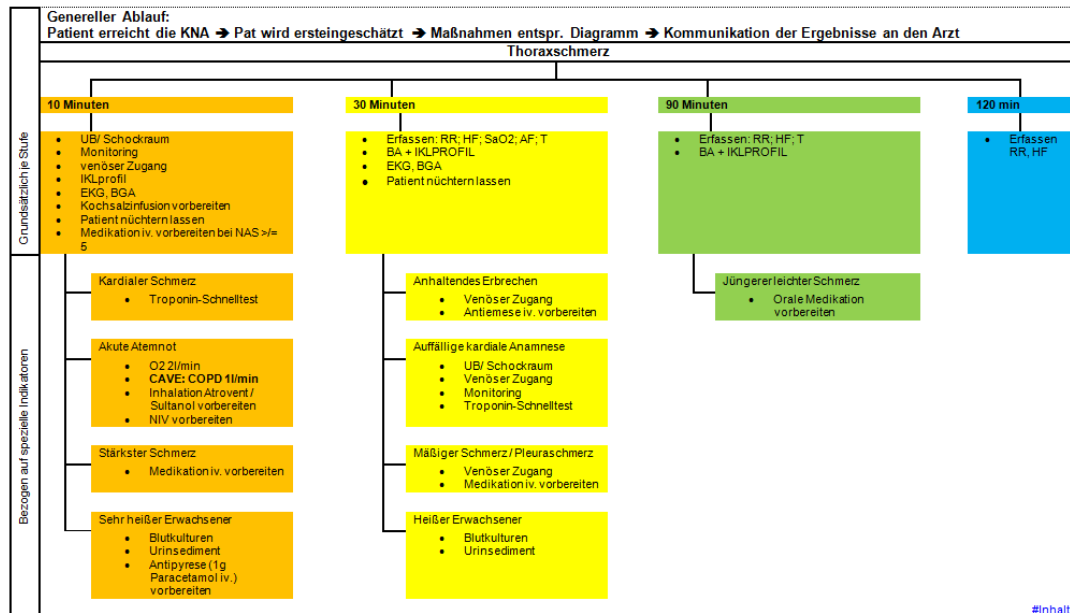 Genereller Ablauf:
Patient erreicht die KNA ➔ Pat wird ersteingeschätzt ➔ Maßnahmen entspr. Diagramm ➔ Kommunikation der Ergebnisse an den Arzt
Thoraxschmerz
Grundsätzlich je Stufe
10 Minuten
• UB/ Schockraum
• Monitoring
• venöser Zugang
• IKLprofil
• EKG, BGA
• Kochsalzinfusion vorbereiten
• Patient nüchtern lassen
• Medikation iv. vorbereiten bei NAS >/=
5
30 Minuten
• Erfassen: RR; HF; SaO2; AF; T
• BA + IKLPROFIL
• EKG, BGA
• Patient nüchtern lassen
90 Minuten
• Erfassen: RR; HF; T
• BA + IKLPROFIL
120 min
• Erfassen
RR, HF
Bezogen auf spezielle Indikatoren
Kardialer Schmerz
• Troponin-Schnelltest
Akute Atemnot
• O2 2l/min
• CAVE: COPD 1l/min
• Inhalation Atrovent /
Sultanol vorbereiten
• NIV vorbereiten
Stärkster Schmerz
• Medikation iv. vorbereiten
Sehr heißer Erwachsener
• Blutkulturen
• Urinsediment
• Antipyrese (1g
Paracetamol iv.)
vorbereiten
Anhaltendes Erbrechen
• Venöser Zugang
• Antiemese iv. vorbereiten
Auffällige kardiale Anamnese
• UB/ Schockraum
• Venöser Zugang
• Monitoring
• Troponin-Schnelltest
Mäßiger Schmerz / Pleuraschmerz
• Venöser Zugang
• Medikation iv. vorbereiten
Heißer Erwachsener
• Blutkulturen
• Urinsediment
Jüngerer leichter Schmerz
• Orale Medikation
vorbereiten
#Inhalt